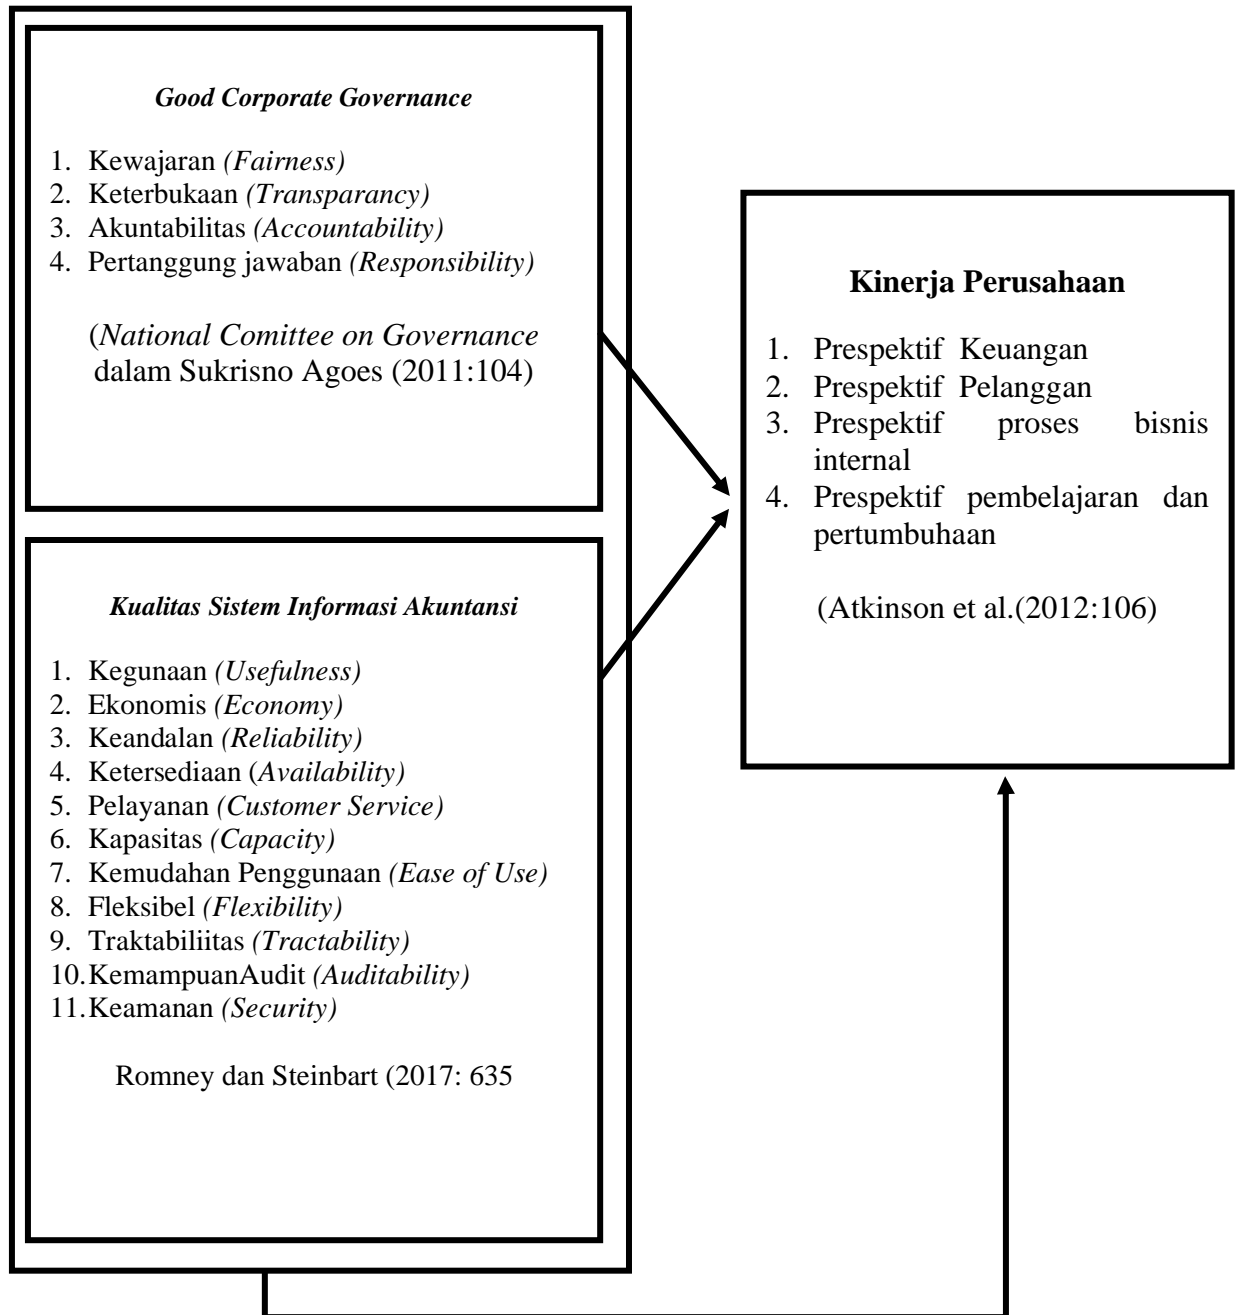 Good Corporate Governance
1. Kewajaran (Fairness)
2. Keterbukaan (Transparancy)
3. Akuntabilitas (Accountability)
4. Pertanggung jawaban (Responsibility)
(National Comittee on Governance
dalam Sukrisno Agoes (2011:104)
Kualitas Sistem Informasi Akuntansi
1. Kegunaan (Usefulness)
2. Ekonomis (Economy)
3. Keandalan (Reliability)
4. Ketersediaan (Availability)
5. Pelayanan (Customer Service)
6. Kapasitas (Capacity)
7. Kemudahan Penggunaan (Ease of Use)
8. Fleksibel (Flexibility)
9. Traktabiliitas (Tractability)
10.KemampuanAudit (Auditability)
11.Keamanan (Security)
Romney dan Steinbart (2017: 635
Kinerja Perusahaan
1. Prespektif Keuangan
2. Prespektif Pelanggan
3. Prespektif proses bisnis
internal
4. Prespektif pembelajaran dan
pertumbuhaan
(Atkinson et al.(2012:106)